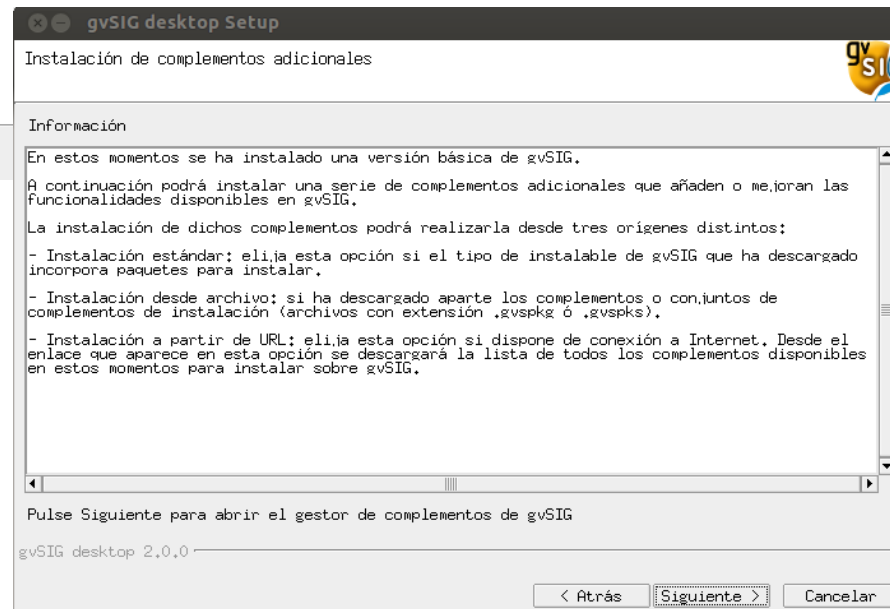 gvSIG desktop Setup
Instalación de complementos adicionales
gv
Información
En estos momentos se ha instalado una versión básica de gvSIG.
A continuación podrá instalar una serie de complementos adicionales que añaden o mejoran las
funcionalidades disponibles en gvSIG.
La instalación de dichos complementos podrá realizarla desde tres orígenes distintos:
- Instalación estándar: elija esta opción si el tipo de instalable de gvSIG que ha descargado
incorpora paquetes para instalar.
- Instalación desde archivo: si ha descargado aparte los complementos o conjuntos de
complementos de instalación (archivos con extensión .gvspkg ó .gvspks).
- Instalación a partir de URL: elija esta opción si dispone de conexión a Internet. Desde el
enlace que aparece en esta opción se descargará la lista de todos los complementos disponibles
en estos momentos para instalar sobre gvSIG.
Pulse Siguiente para abrir el gestor de complementos de gvSIG
gvSIG desktop 2.0.0
< Atrás Siguiente > Cancelar